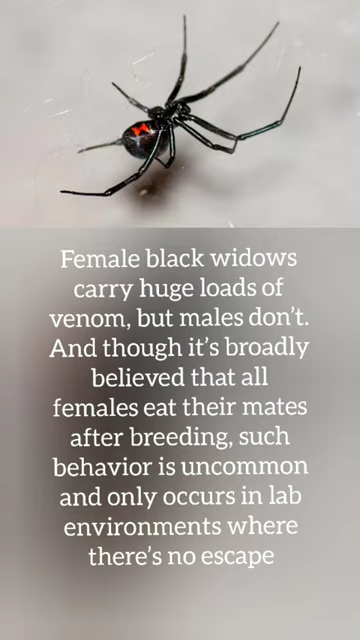 Female black widows
carry huge loads of
venom, but males don’t.
And though it’s broadly
believed that all
females eat their mates
after breeding, such
behavior is uncommon
and only occurs in lab
environments where
there’s no escape